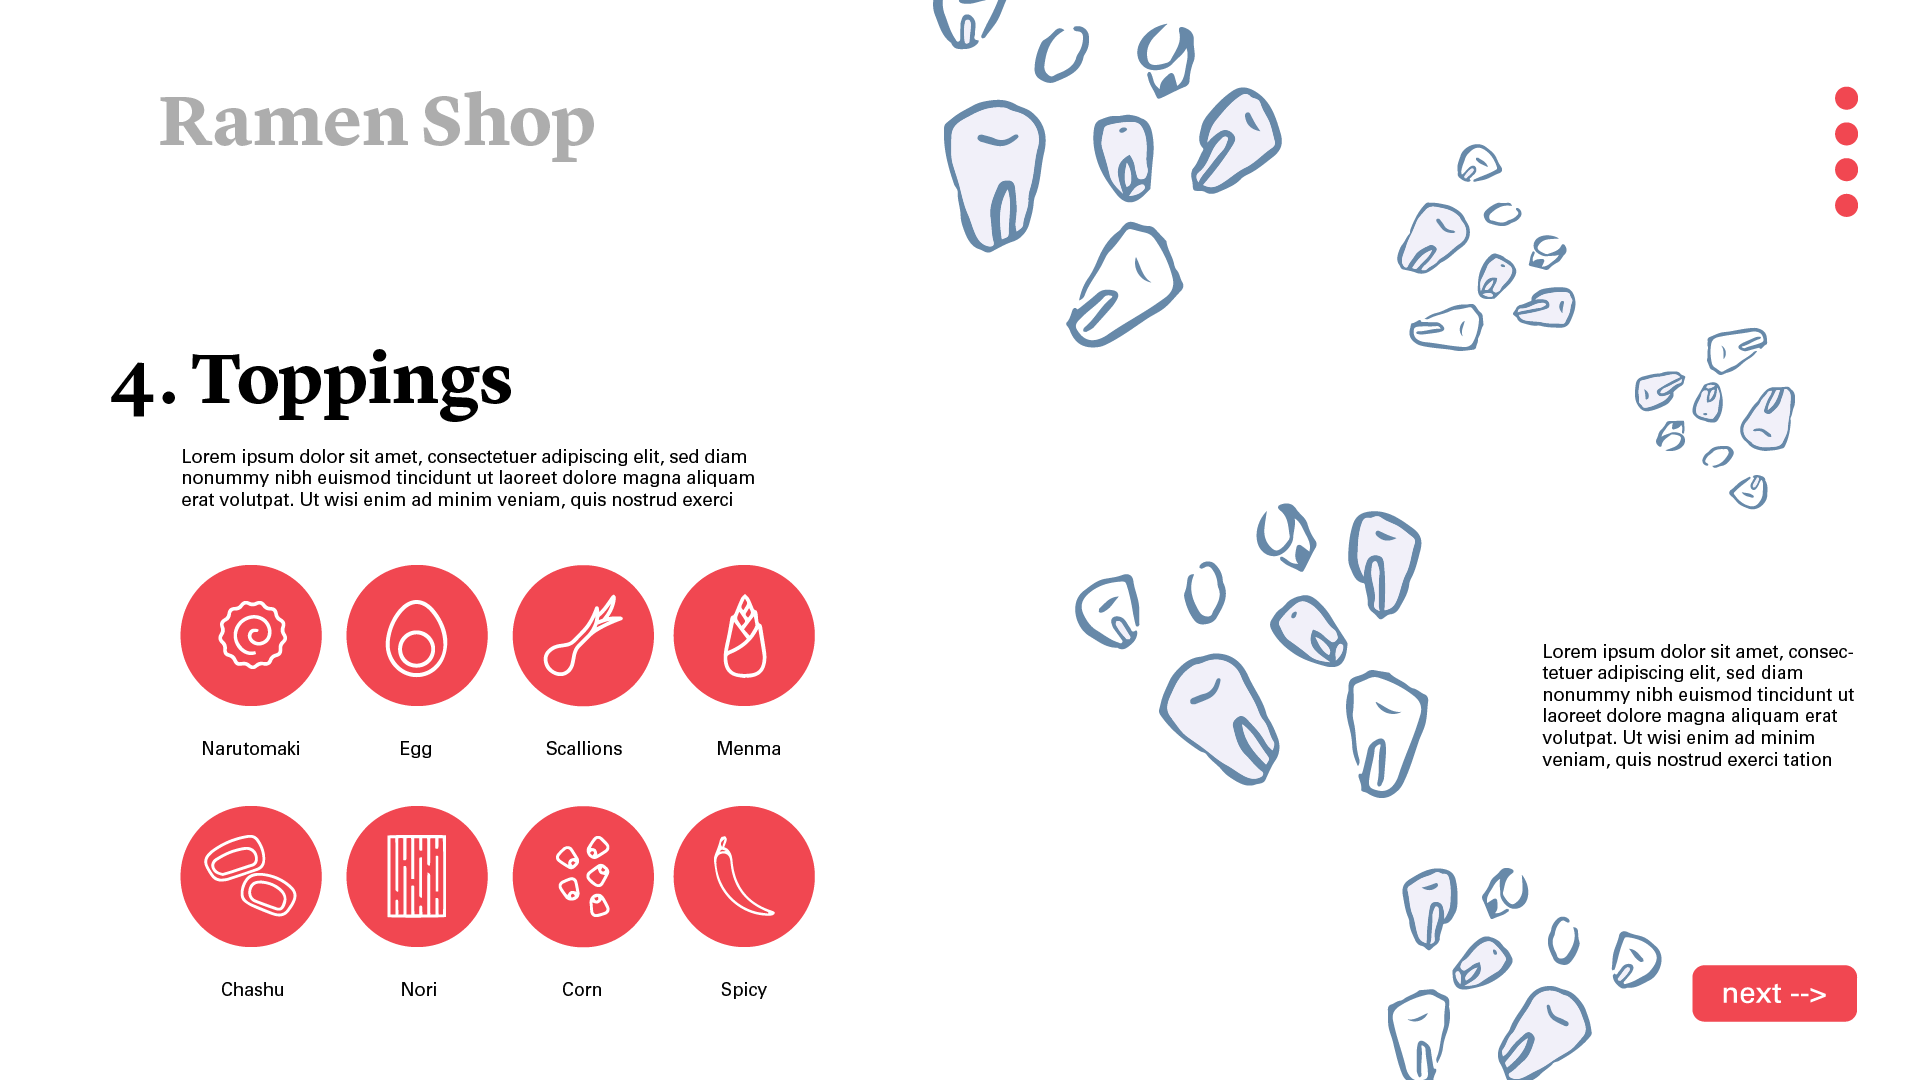 Ramen Shop
4. Toppings
Lorem ipsum dolor sit amet, consectetuer adipiscing elit, sed diam
nonummy nibh euismod tincidunt ut laoreet dolore magna aliquam
erat volutpat. Ut wisi enim ad minim veniam, quis nostrud exerci
Narutomaki
Egg
Scallions
Menma
Chashu
Nori
Corn
Spicy
Lorem ipsum dolor sit amet, consec-
tetuer adipiscing elit, sed diam
nonummy nibh euismod tincidunt ut
laoreet dolore magna aliquam erat
volutpat. Ut wisi enim ad minim
veniam, quis nostrud exerci tation
next -->